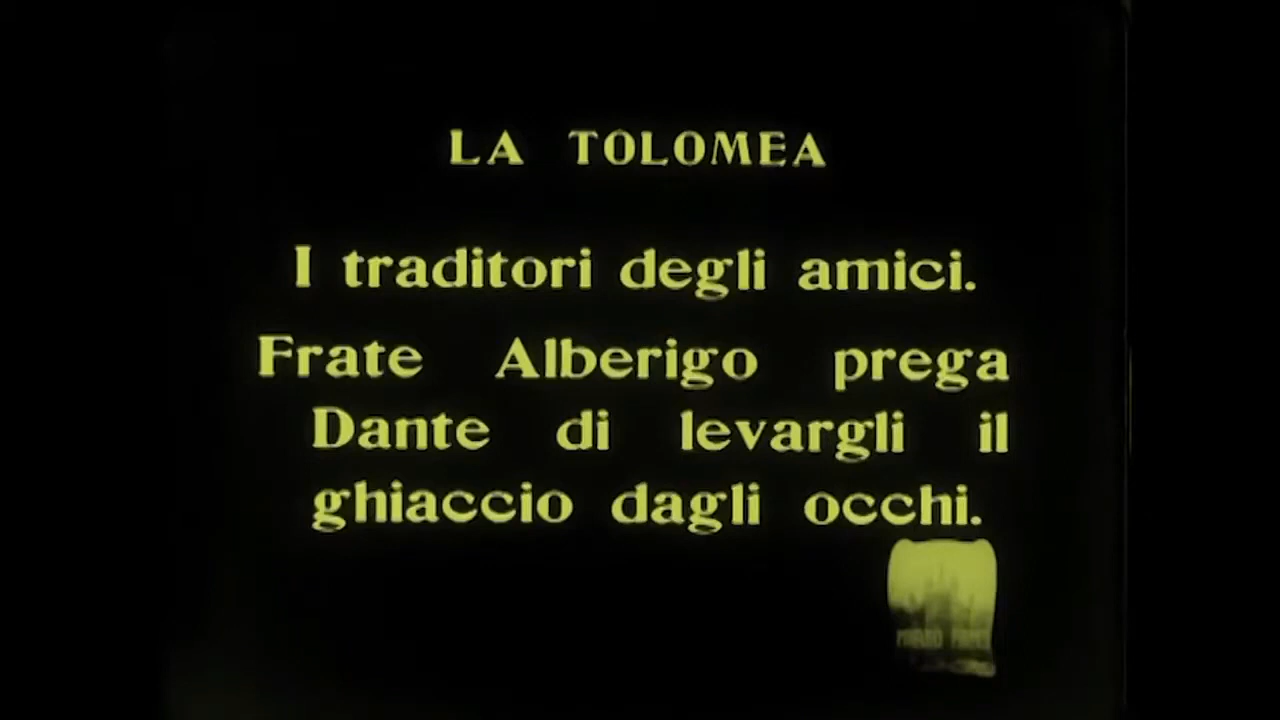 LA TOLOMEA
I traditori degli amici.
Frate Alberigo prega
Dante di levargli il
ghiaccio dagli occhi.